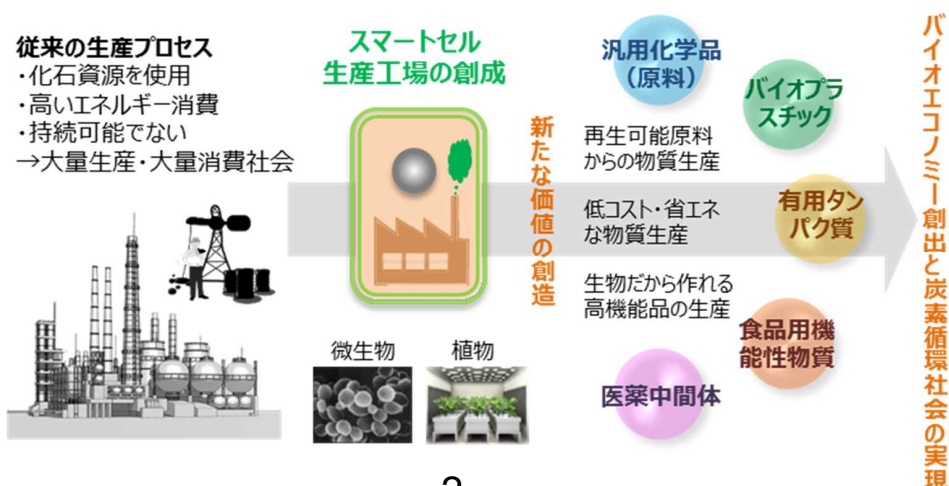 従来の生産プロセス
・化石資源を使用
・高いエネルギー消費
・持続可能でない
→大量生産・大量消費社会
スマートセル
生産工場の創成
微生物
植物
新たな価値の創造
汎用化学品
（原料）
バイオプラ
スチック
再生可能原料
からの物質生産
有用タン
パク質
低コスト・省エネ
な物質生産
生物だから作れる
高機能品の生産
食品用機
能性物質
医薬中間体
バイオエコノミー創出と炭素循環社会の実現